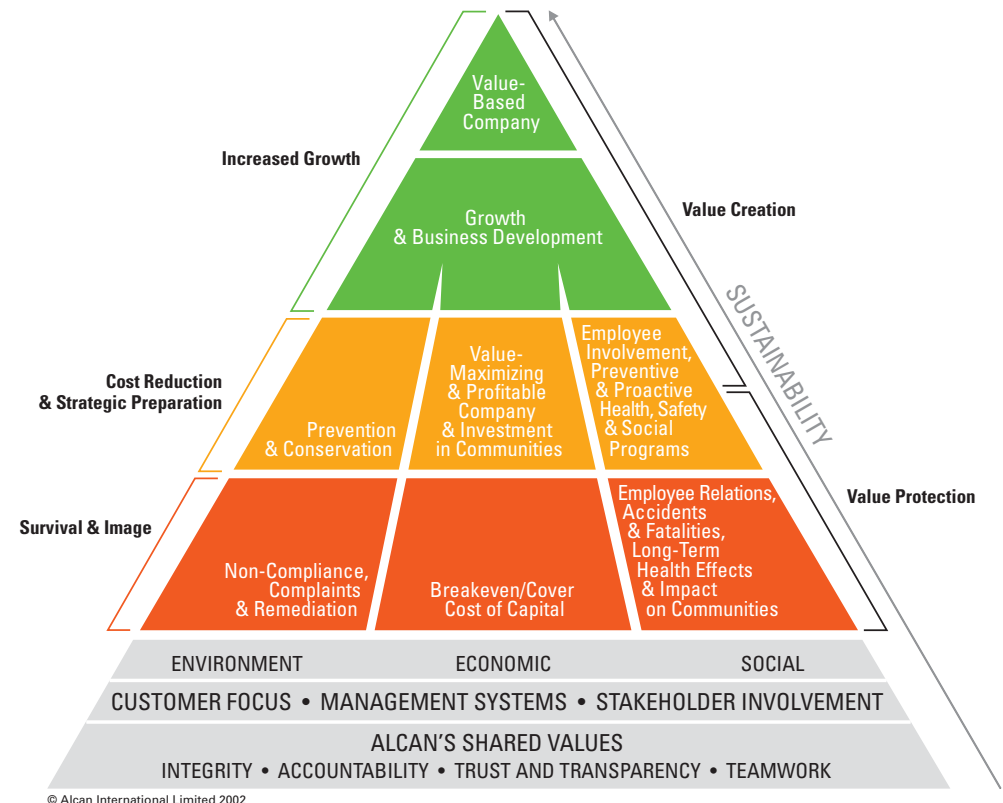 Value-
Based
Company
Increased Growth
Value Creation
Growth
& Business Development
SUSTAINABILITY
Cost Reduction
& Strategic Preparation
Prevention
& Conservation
Value-
Maximizing
& Profitable
Company
& Investment
in Communities
Employee
Involvement,
Preventive
& Proactive
Health, Safety
& Social
Programs
Value Protection
Survival & Image
Non-Compliance,
Complaints
& Remediation
Breakeven/Cover
Cost of Capital
Employee Relations,
Accidents
& Fatalities,
Long-Term
Health Effects
& Impact
on Communities
ENVIRONMENT ECONOMIC SOCIAL
CUSTOMER FOCUS • MANAGEMENT SYSTEMS • STAKEHOLDER INVOLVEMENT
ALCAN'S SHARED VALUES
INTEGRITY • ACCOUNTABILITY • TRUST AND TRANSPARENCY • TEAMWORK
© Alcan International Limited 2002